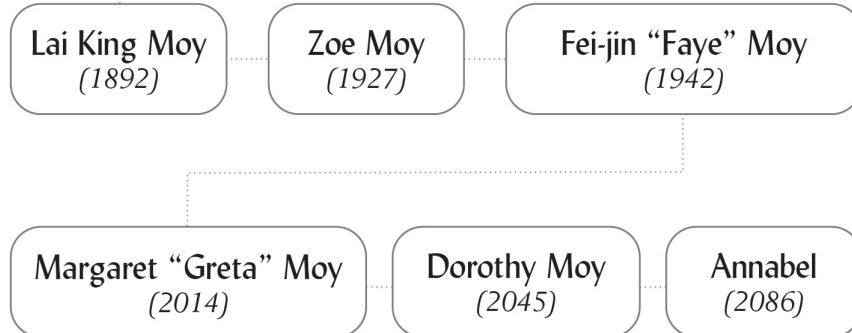 Lai King Moy
(1892)
Zoe Moy
(1927)
Fei-jin “Faye” Moy
(1942)
Margaret “Greta” Moy
(2014)
Dorothy Moy
(2045)
Annabel
(2086)